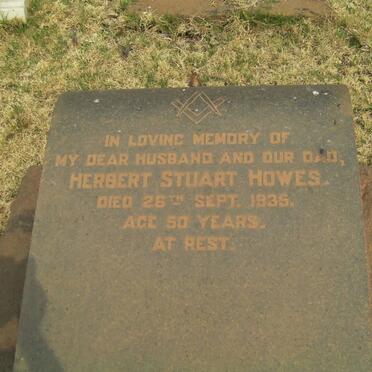 IN LOVING MEMORY OF
MY DEAR HUSBAND AND OUR DAD,
HERBERT STUART HOWES.
DIED 26TH SEPT. 1935.
AGE 50 YEARS.
AT REST.